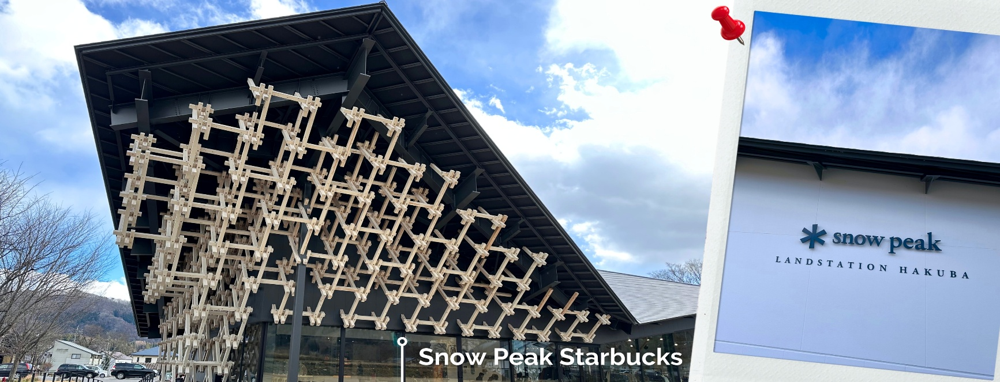 Snow Peak Starbucks
snow peak
LANDSTATION HAKUBA